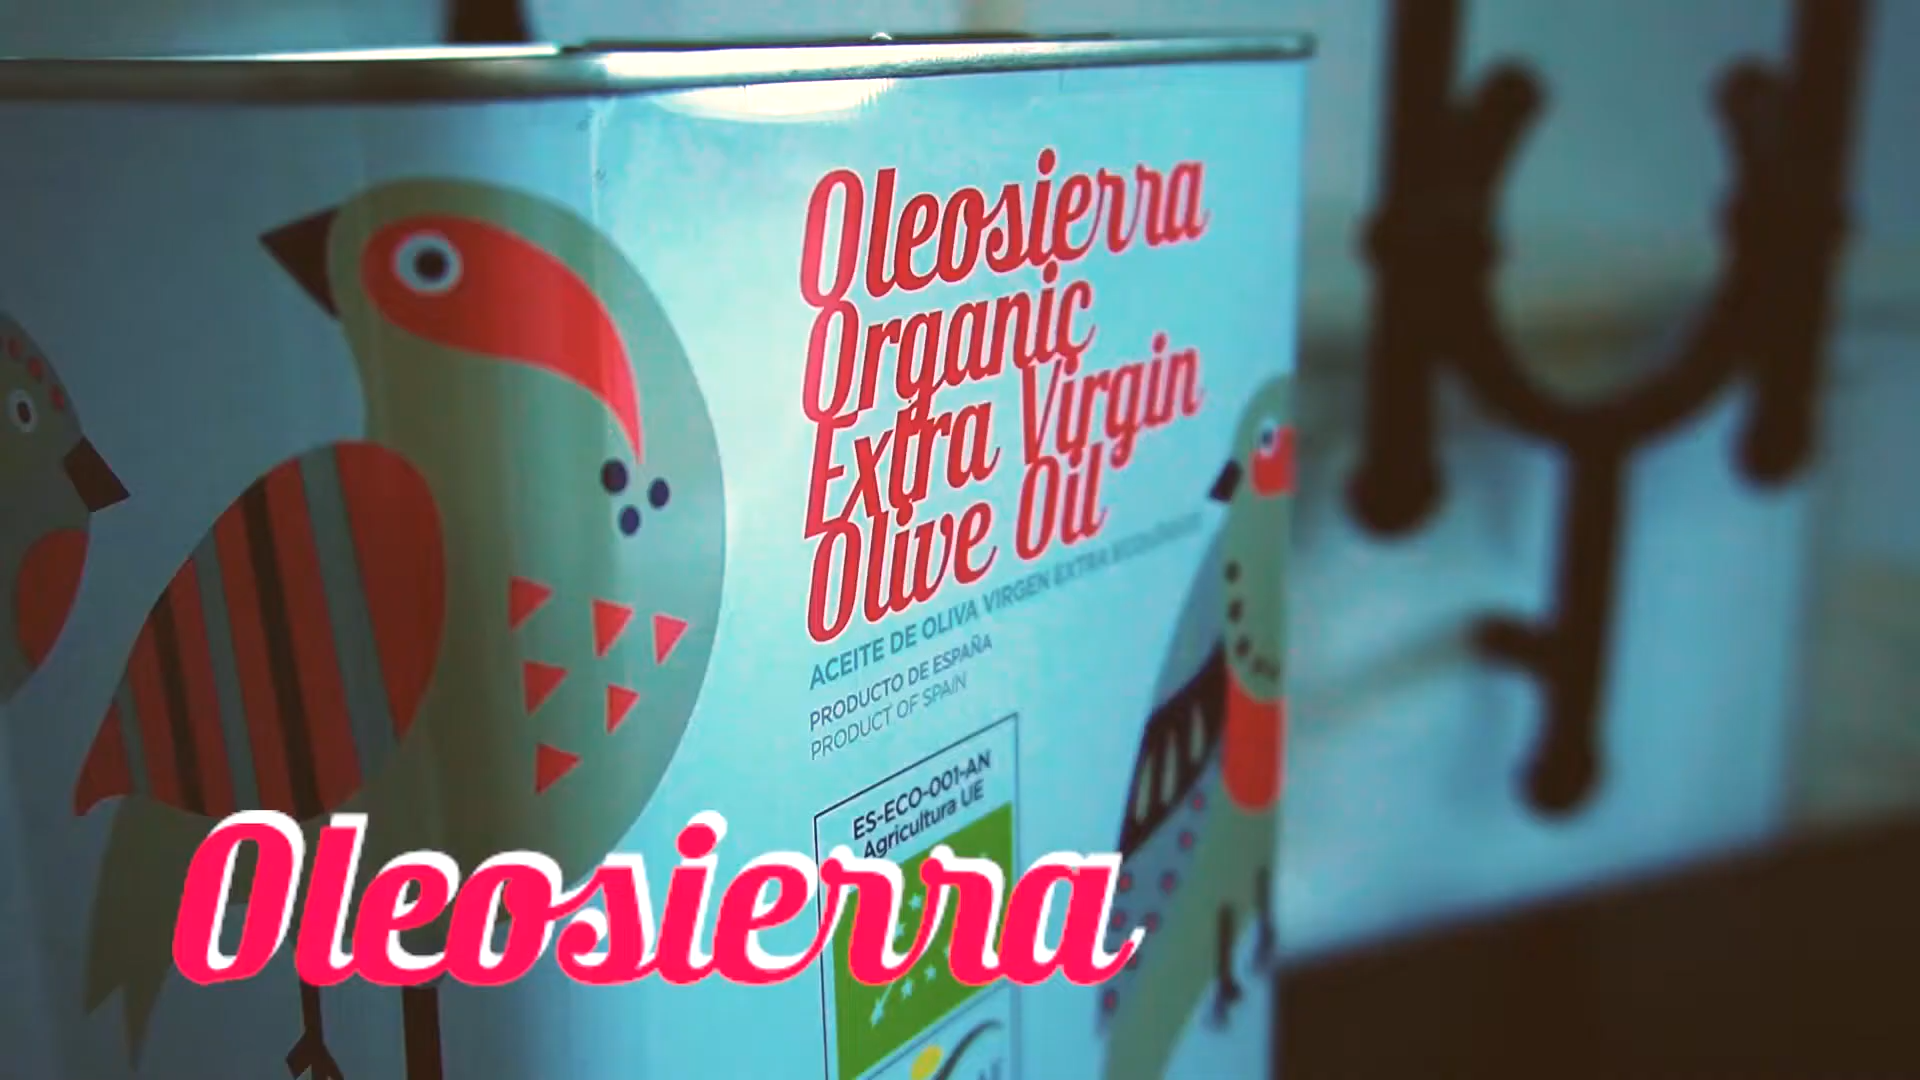 Oleosierra
Organic
Extra Virgin
Olive Oil
ACEITE DE OLIVA VIRGEN EXTRA ECOLÓGICO
PRODUCTO DE ESPAÑA
PRODUCT OF SPAIN
ES-ECO-001-AN
Agricultura UE
Oleosierra